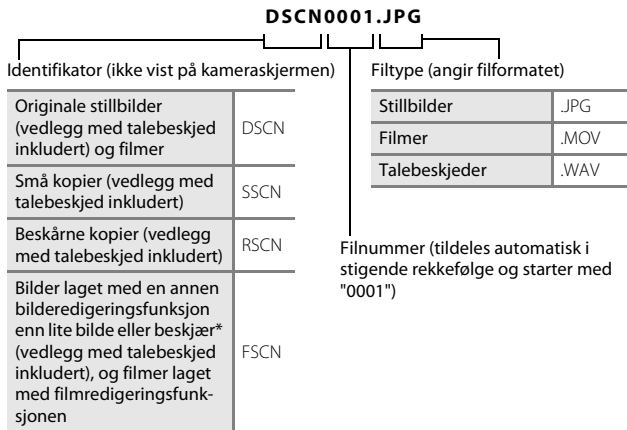 DSCN0001.JPG
Identifikator (ikke vist på kameraskjermen)
Originale stillbilder
(vedlegg med talebeskjed
inkludert) og filmer
DSCN
Små kopier (vedlegg med
talebeskjed inkludert)
SSCN
Beskårne kopier (vedlegg
med talebeskjed inkludert)
RSCN
Bilder laget med en annen
bilderedigeringsfunksjon
enn lite bilde eller beskjær*
(vedlegg med talebeskjed
inkludert), og filmer laget
med filmredigeringsfunk-
sjonen
FSCN
Filtype (angir filformatet)
Stillbilder .JPG
Filmer .MOV
Talebeskjeder .WAV
Filnummer (tildeles automatisk i
stigende rekkefølge og starter med
"0001")